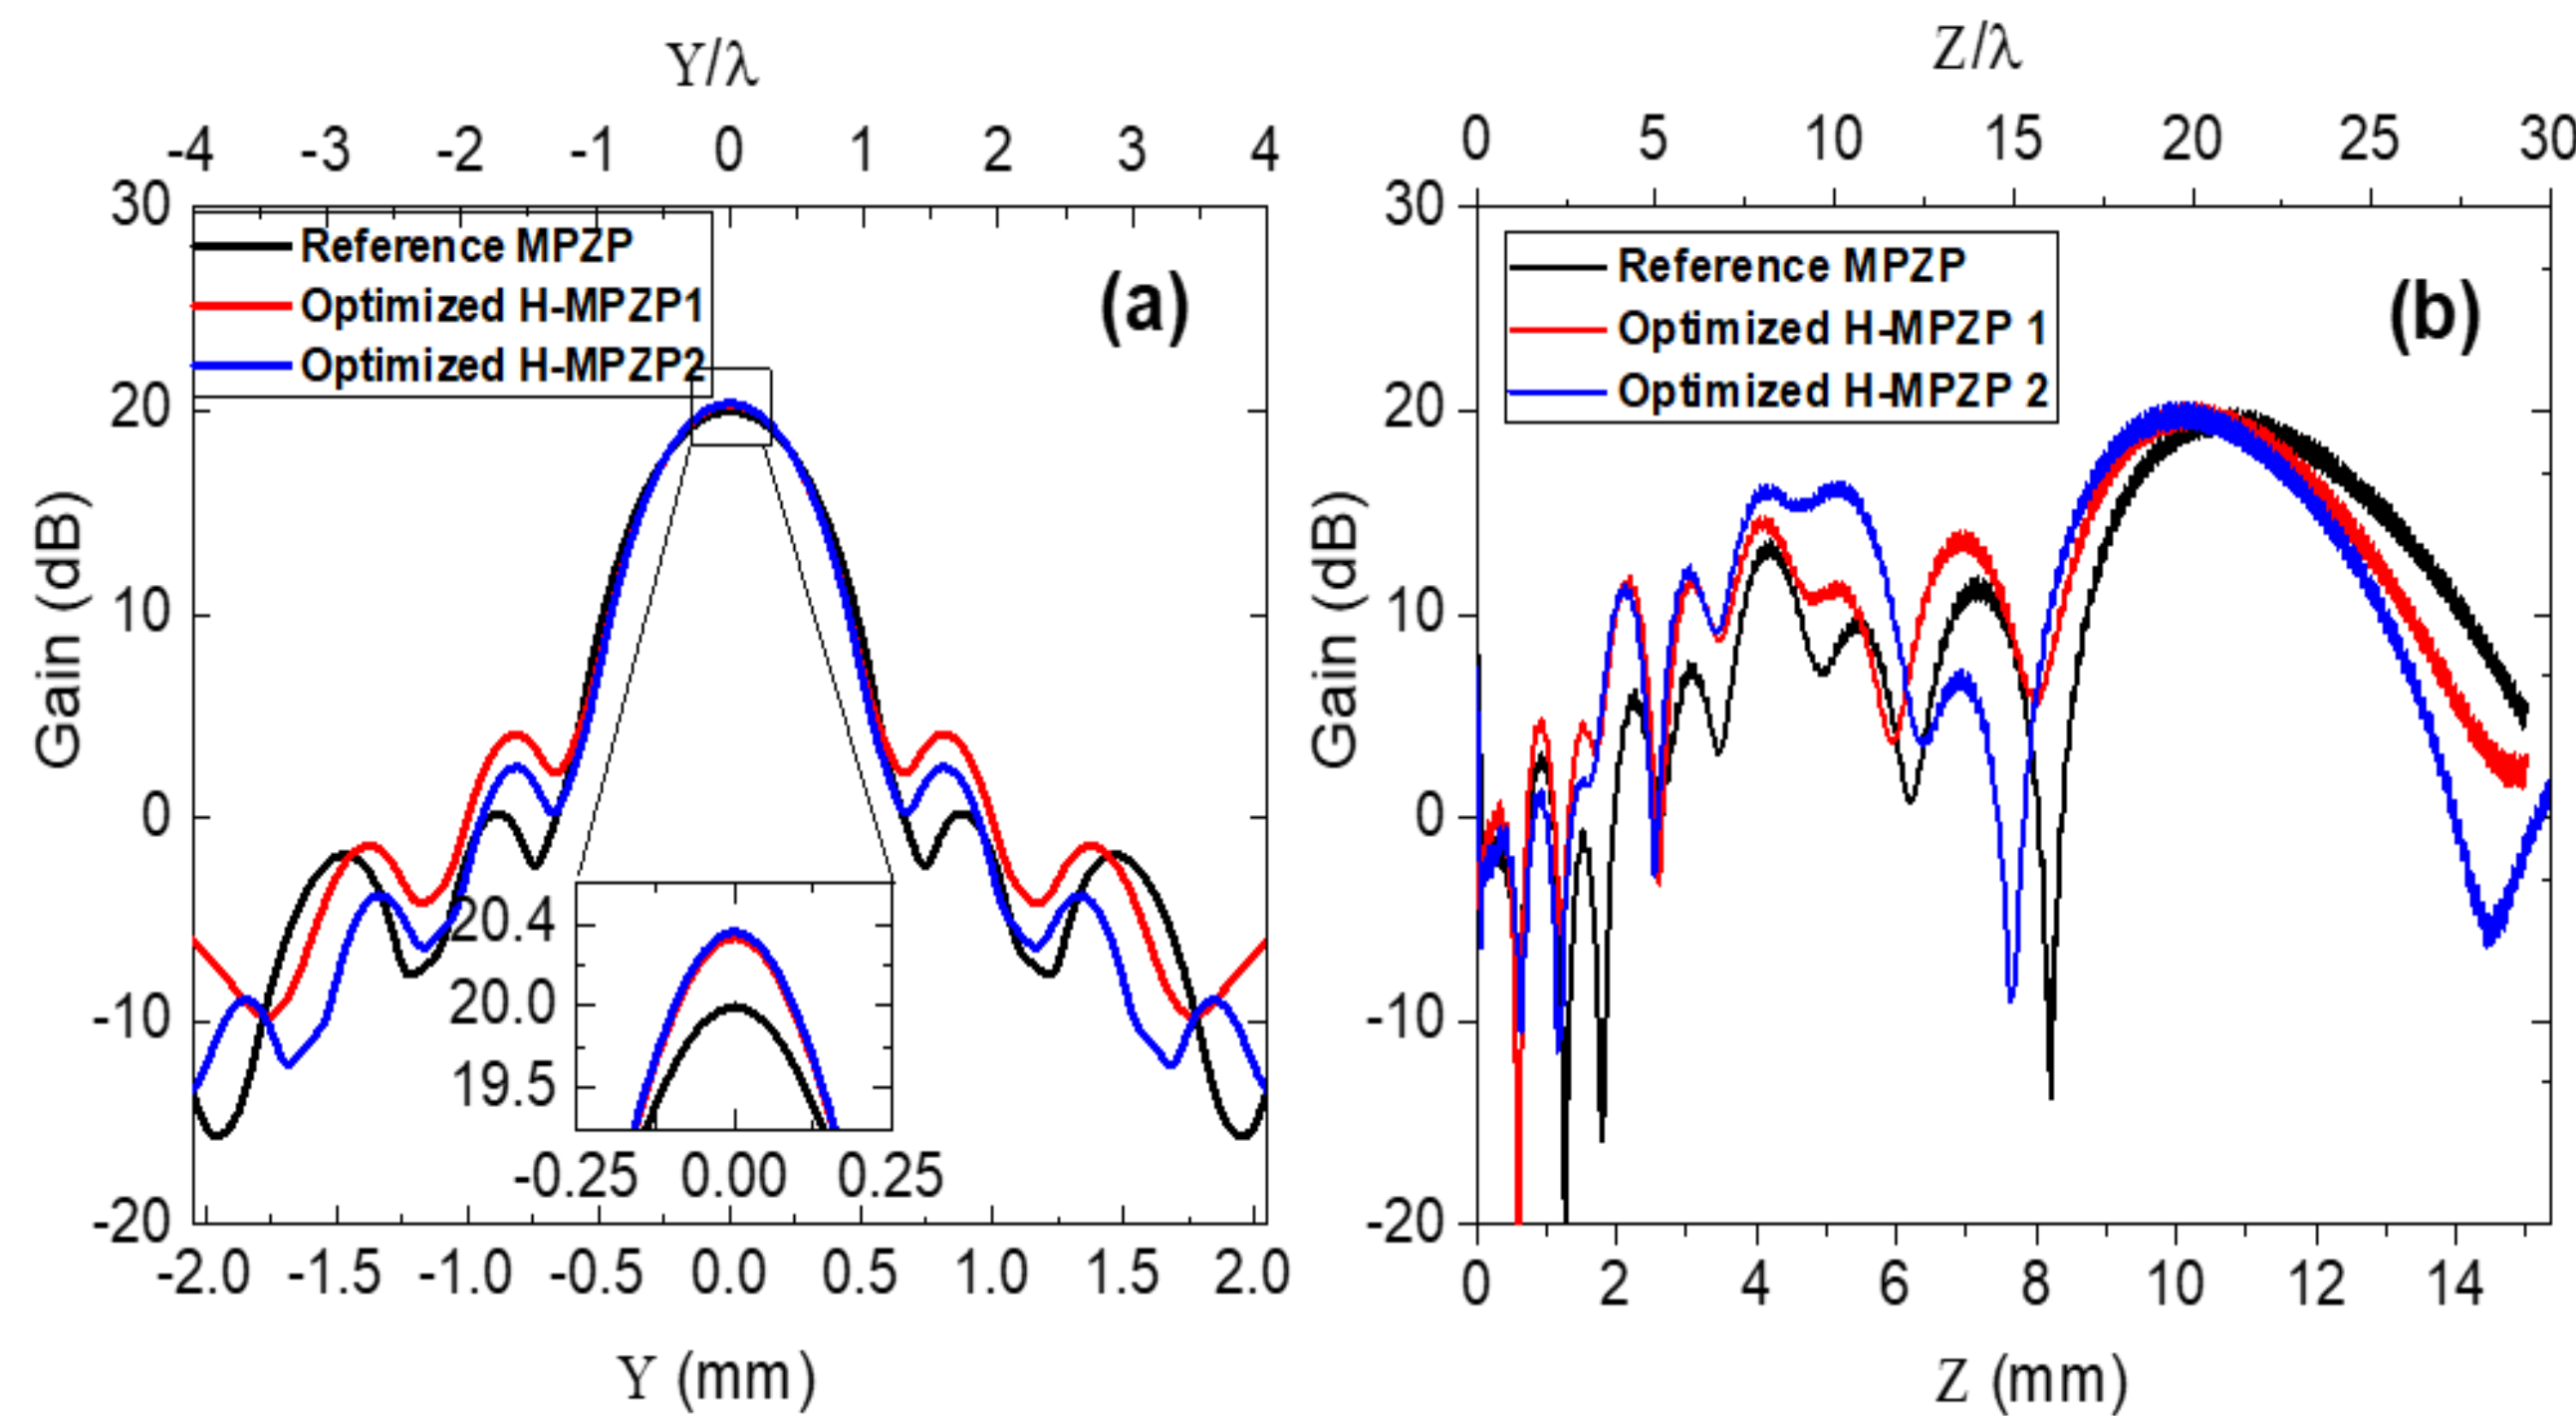 Y/λ
-4 -3 -2 -1 0 1 2 3 4
30
20
10
0
-10
-20
Gain (dB)
Reference MPZP
Optimized H-MPZP1
Optimized H-MPZP2
(a)
20.4
20.0
19.5
-0.25 0.00 0.25
-2.0 -1.5 -1.0 -0.5 0.0 0.5 1.0 1.5 2.0
Y (mm)
Z/λ
0 5 10 15 20 25 30
30
20
10
0
-10
-20
Gain (dB)
Reference MPZP
Optimized H-MPZP 1
Optimized H-MPZP 2
(b)
0 2 4 6 8 10 12 14
Z (mm)